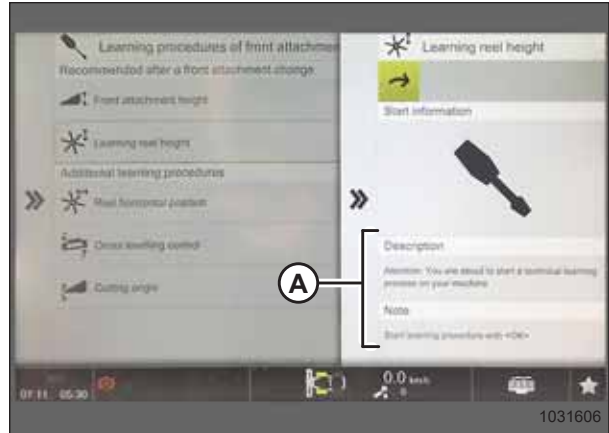 Learning procedures of front attachmen
Recommended after a front attachment change
Front attachment height
Learning reel height
Additional learning procedures
Reel horizontal position
Cross levelling control
Cutting angle
Learning reel height
Start information
Description
Attention: You are about to start a technical learning
process on your machine
Note
Start learning procedure with <OK>
A
07.11 05:30
0.0 km/h
0
1031606